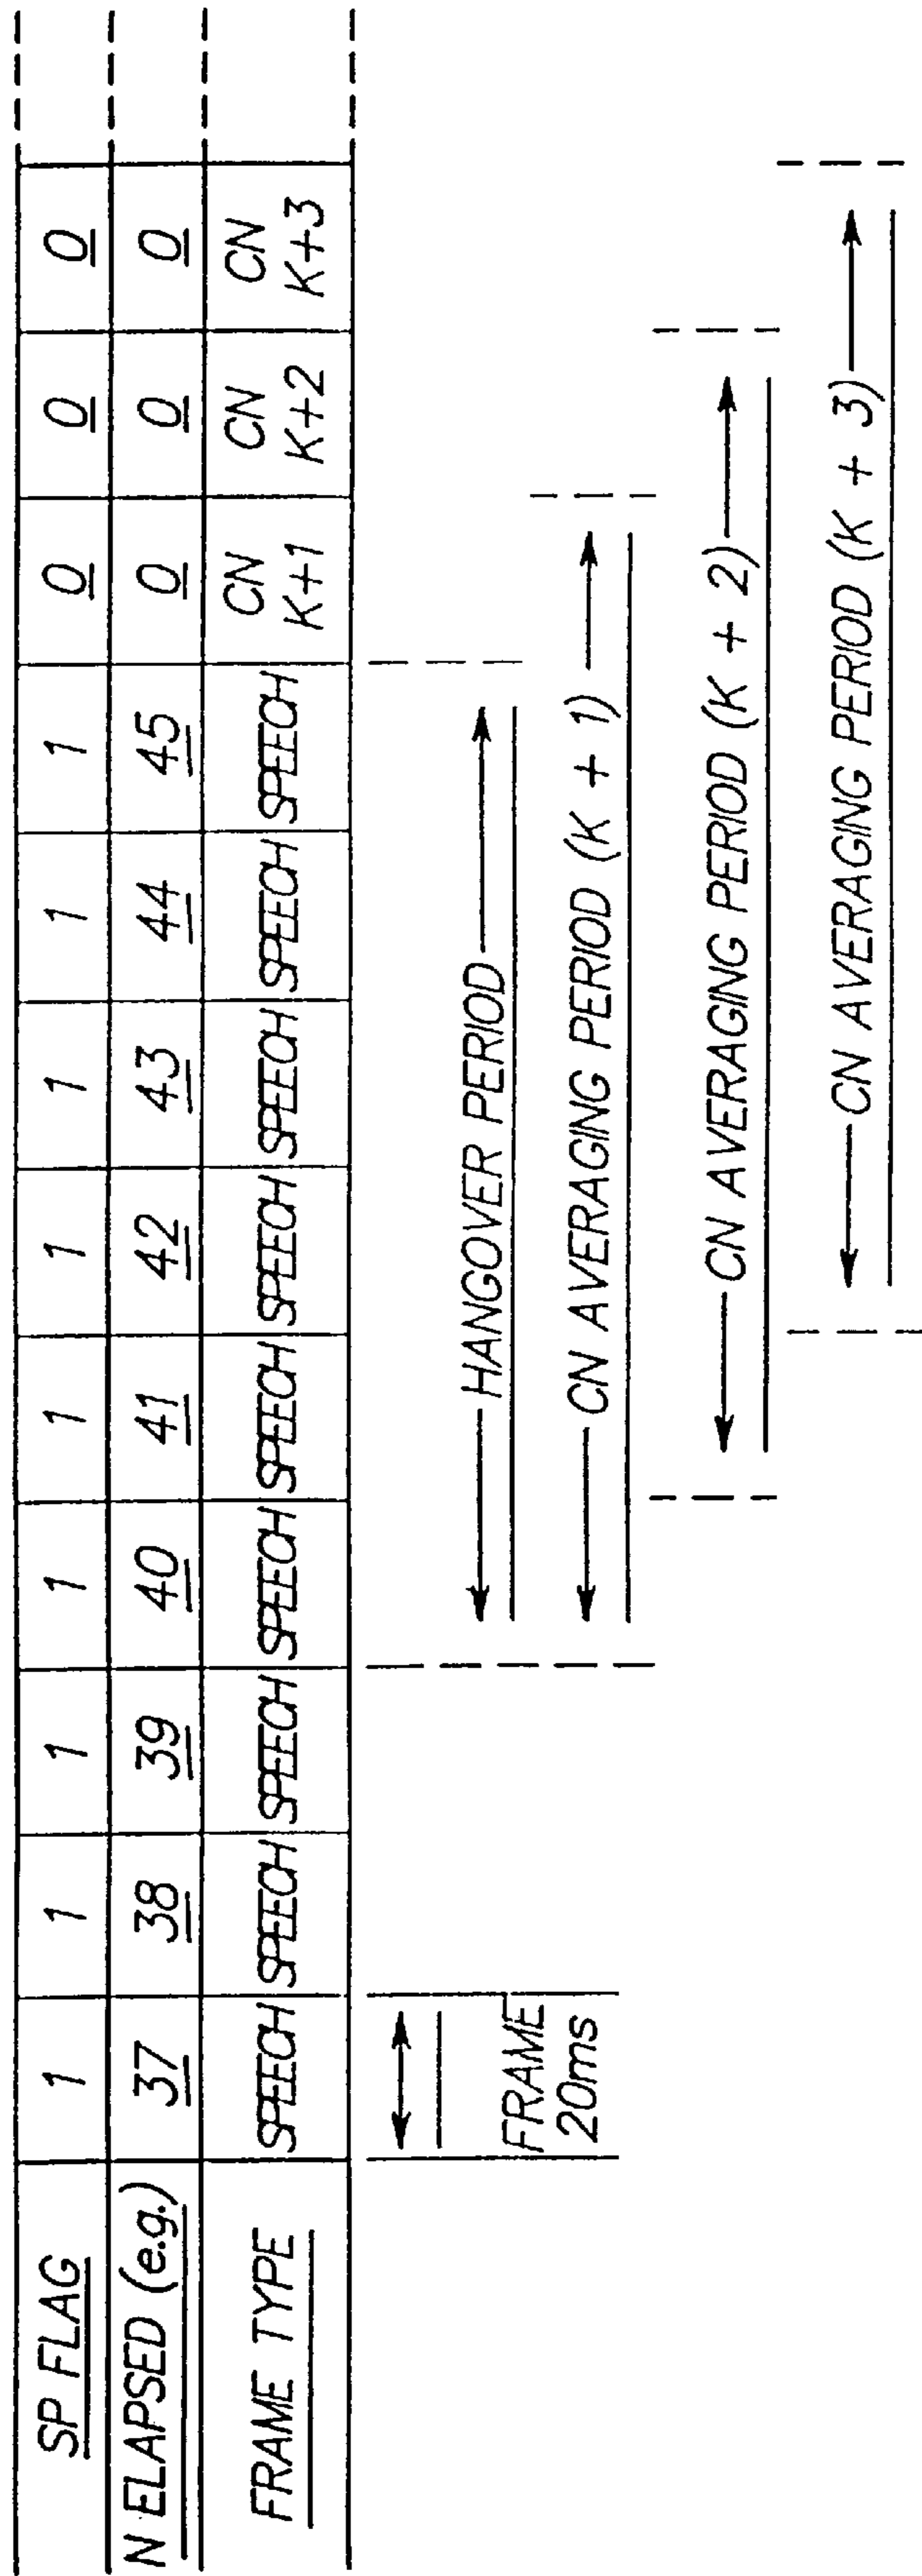 SP FLAG 1 1 1 1 1 1 1 1 1 0 0 0
N ELAPSED (e.g.) 37 38 39 40 41 42 43 44 45 0 0 0
FRAME TYPE SPEECH SPEECH SPEECH SPEECH SPEECH SPEECH SPEECH SPEECH SPEECH CN K+1 CN K+2 CN K+3
FRAME
20ms
HANGOVER PERIOD
CN AVERAGING PERIOD (K + 1)
CN AVERAGING PERIOD (K + 2)
CN AVERAGING PERIOD (K + 3)